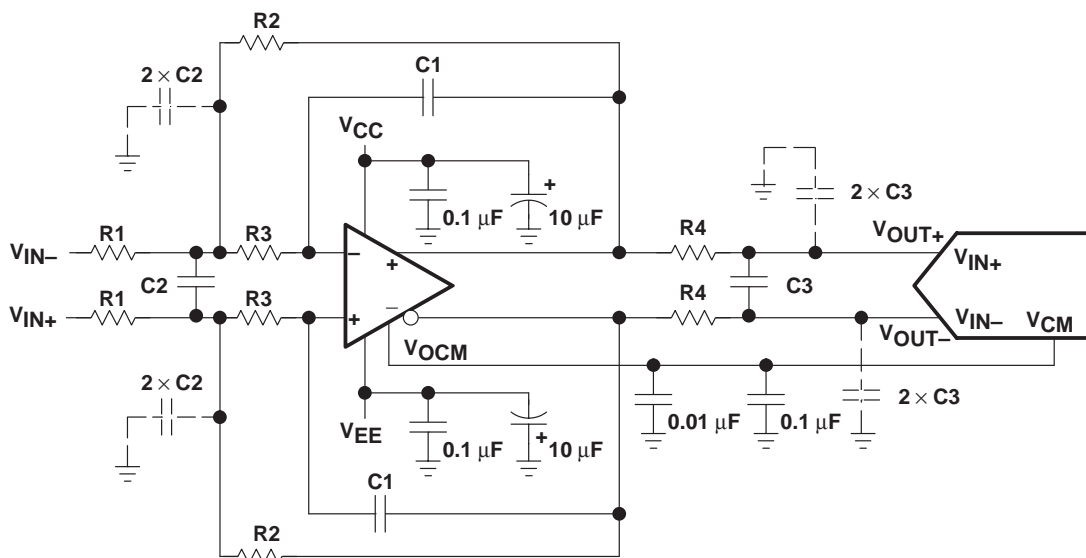 R2
C1
2 × C2
VCC
+
2 × C3
0.1 μF
10 μF
VOUT+
R1
R3
R4
VIN–
–
+
VIN+
C2
C3
R1
R3
R4
VIN+
+
–
VIN–
VCM
VOCM
VOUT–
2 × C2
0.01 μF
0.1 μF
2 × C3
VEE
0.1 μF
+
10 μF
C1
R2